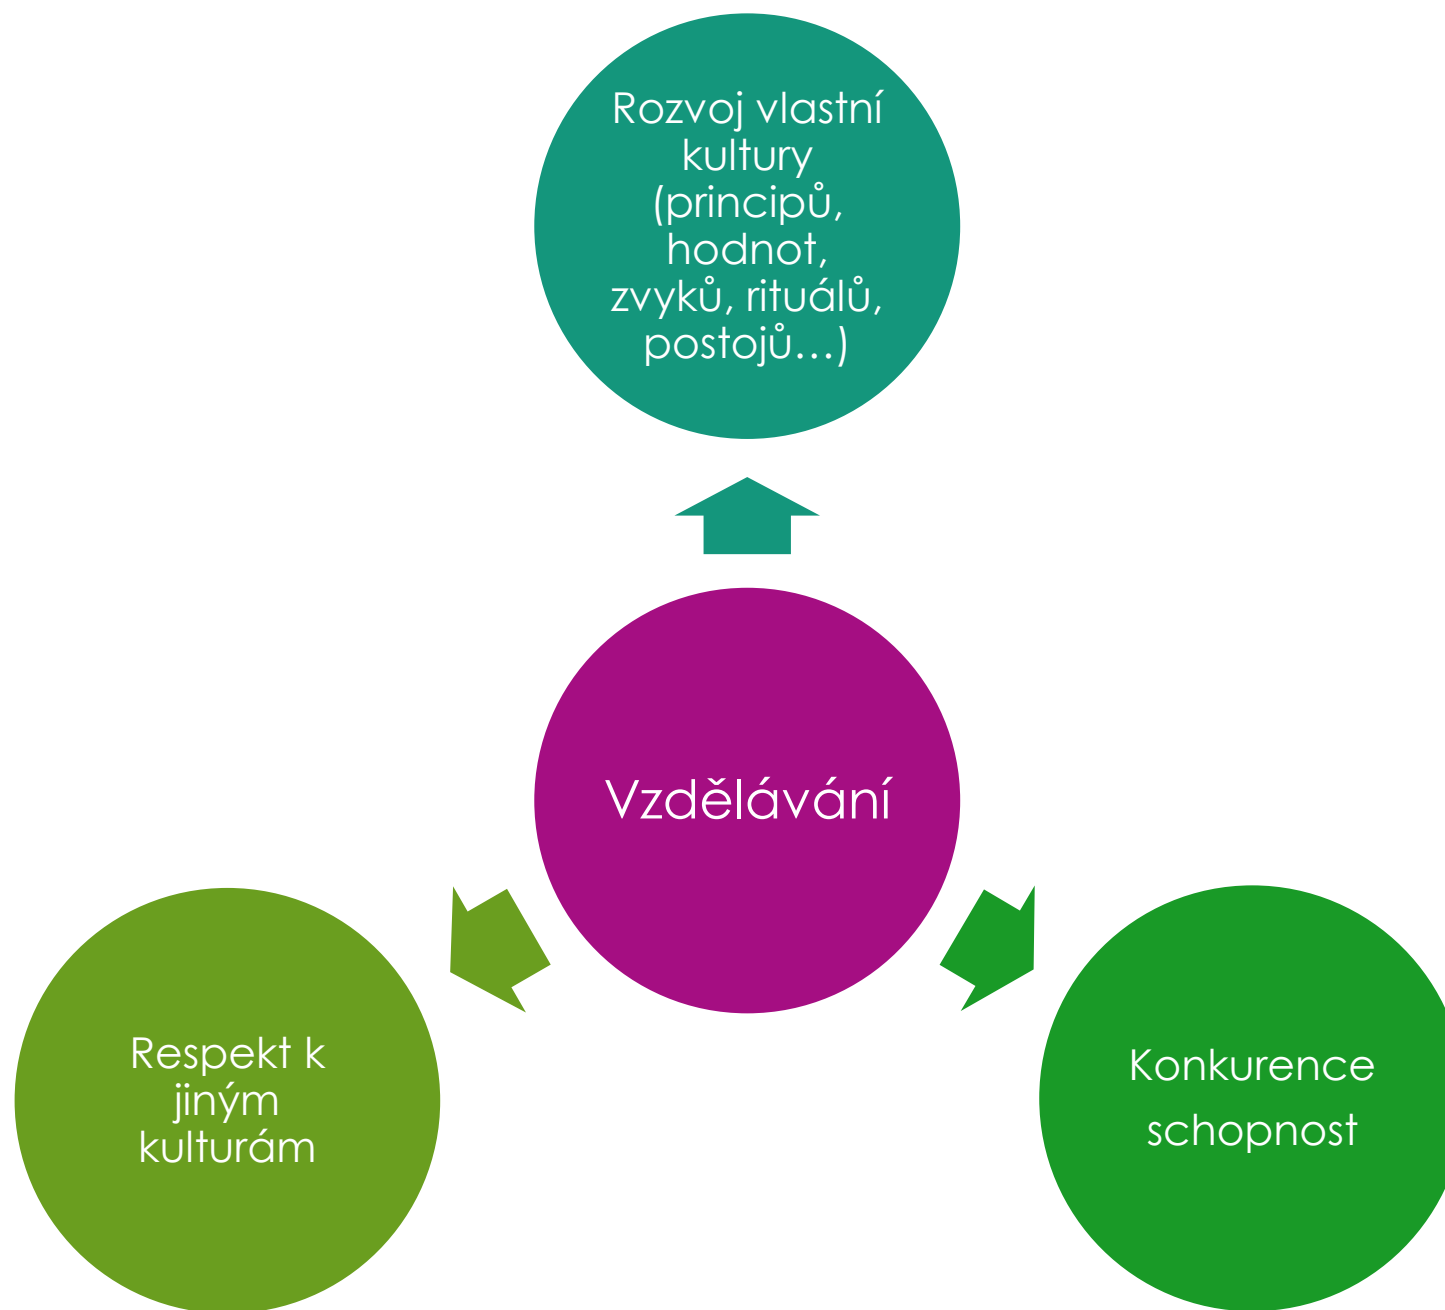 Rozvoj vlastní
kultury
(principů,
hodnot,
zvyků, rituálů,
postojů…)
Vzdělávání
Respekt k
jiným
kulturám
Konkurence
schopnost